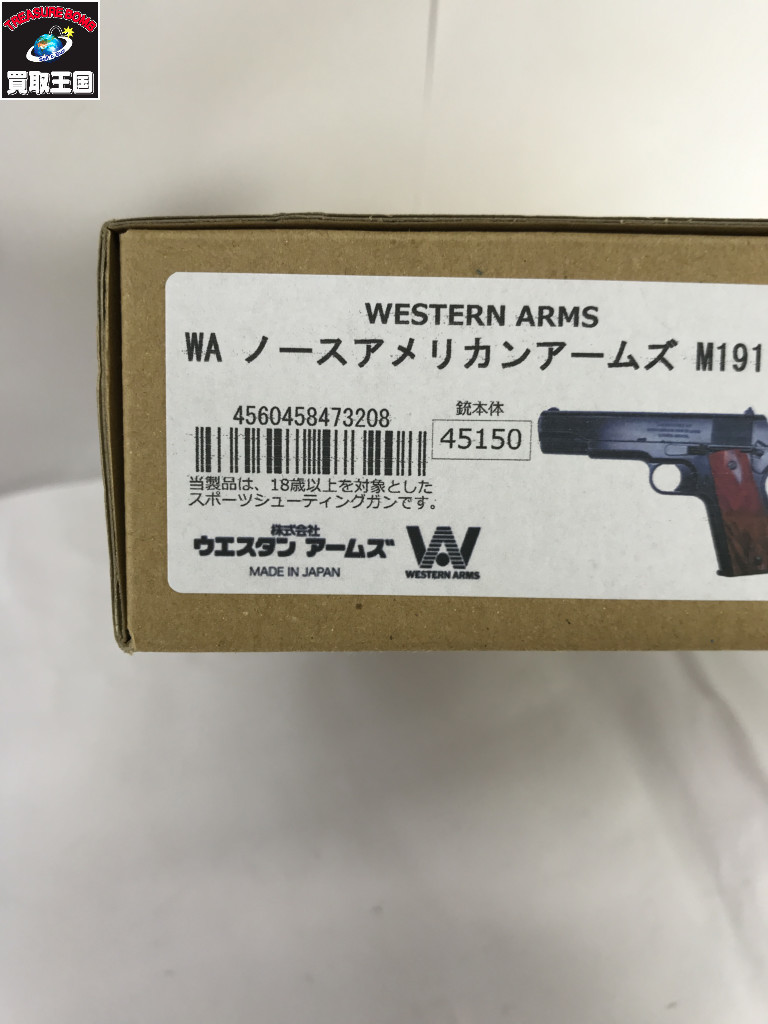 TREASURE BOMB
買取王国
WESTERN ARMS
WA ノースアメリカンアームズ M191
4560458473208
銃本体
45150
当製品は、18歳以上を対象とした
スポーツシューティングガンです。
株式会社
ウエスタン アームズ
MADE IN JAPAN
WESTERN ARMS